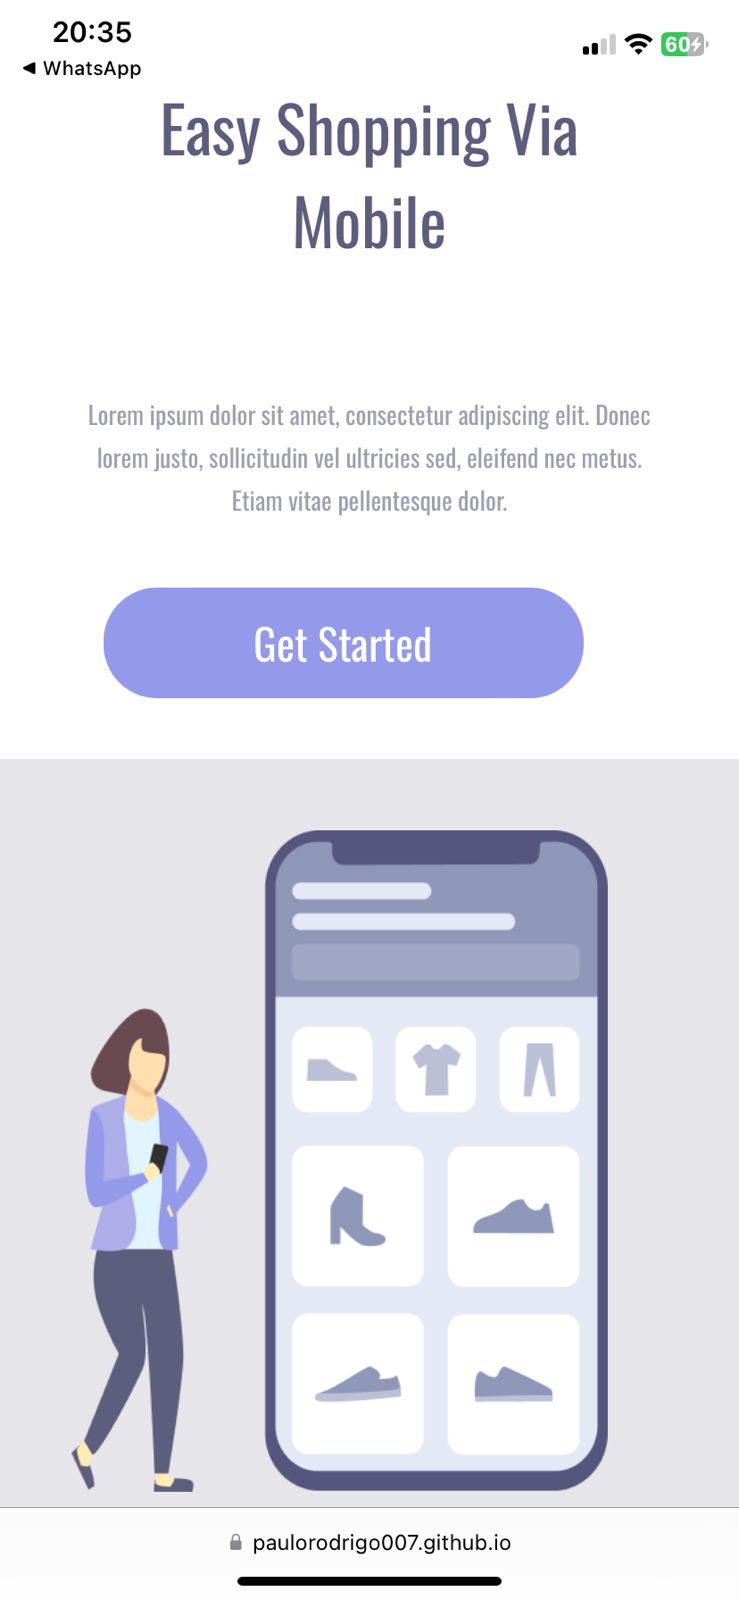 20:35
60
◀ WhatsApp
Easy Shopping Via
Mobile
Lorem ipsum dolor sit amet, consectetur adipiscing elit. Donec
lorem justo, sollicitudin vel ultricies sed, eleifend nec metus.
Etiam vitae pellentesque dolor.
Get Started
paulorodrigo007.github.io